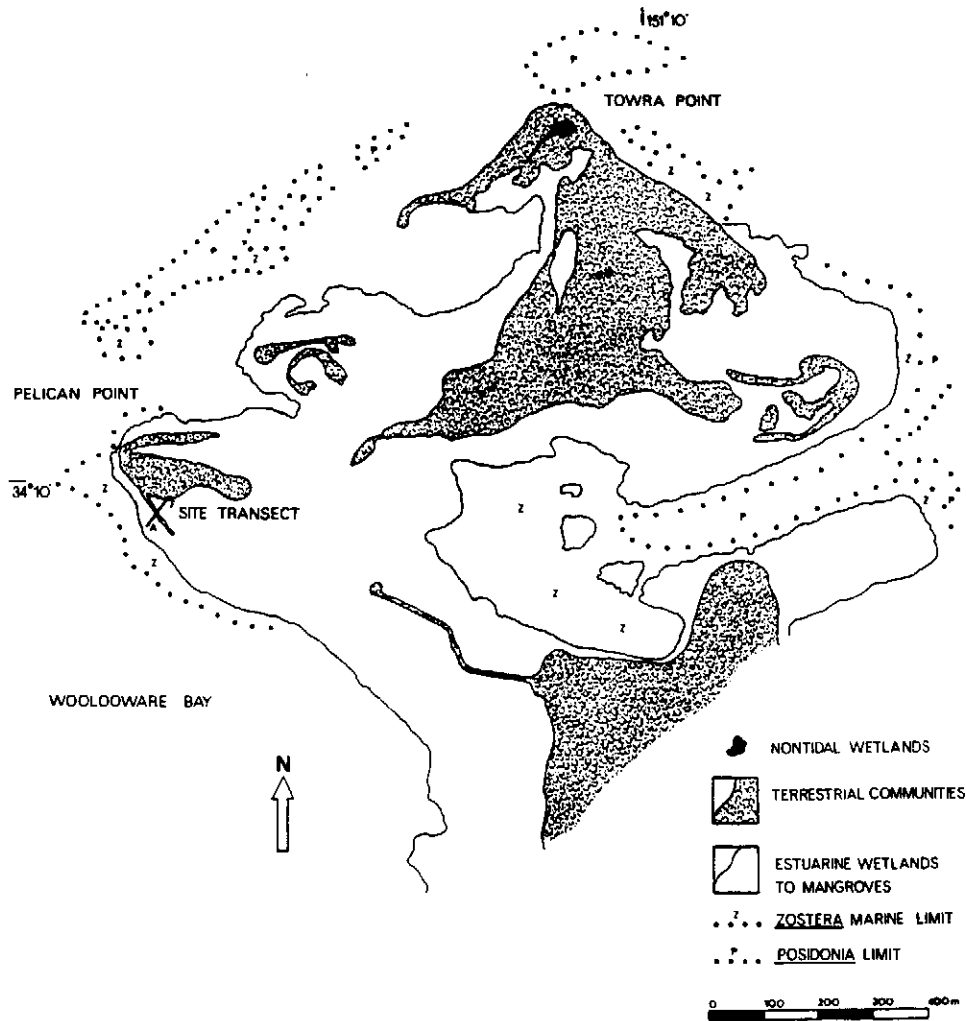 151°10'
P
TOWRA POINT
P
Z
Z
P
P
Z
P
Z
Z
P
PELICAN POINT
34°10'
Z
SITE TRANSECT
A
Z
Z
P
Z
P
Z
Z
WOOLOOWARE BAY
N
NONTIDAL WETLANDS
TERRESTRIAL COMMUNITIES
ESTUARINE WETLANDS
TO MANGROVES
Z ZOSTERA MARINE LIMIT
P POSIDONIA LIMIT
0 100 200 300 400m